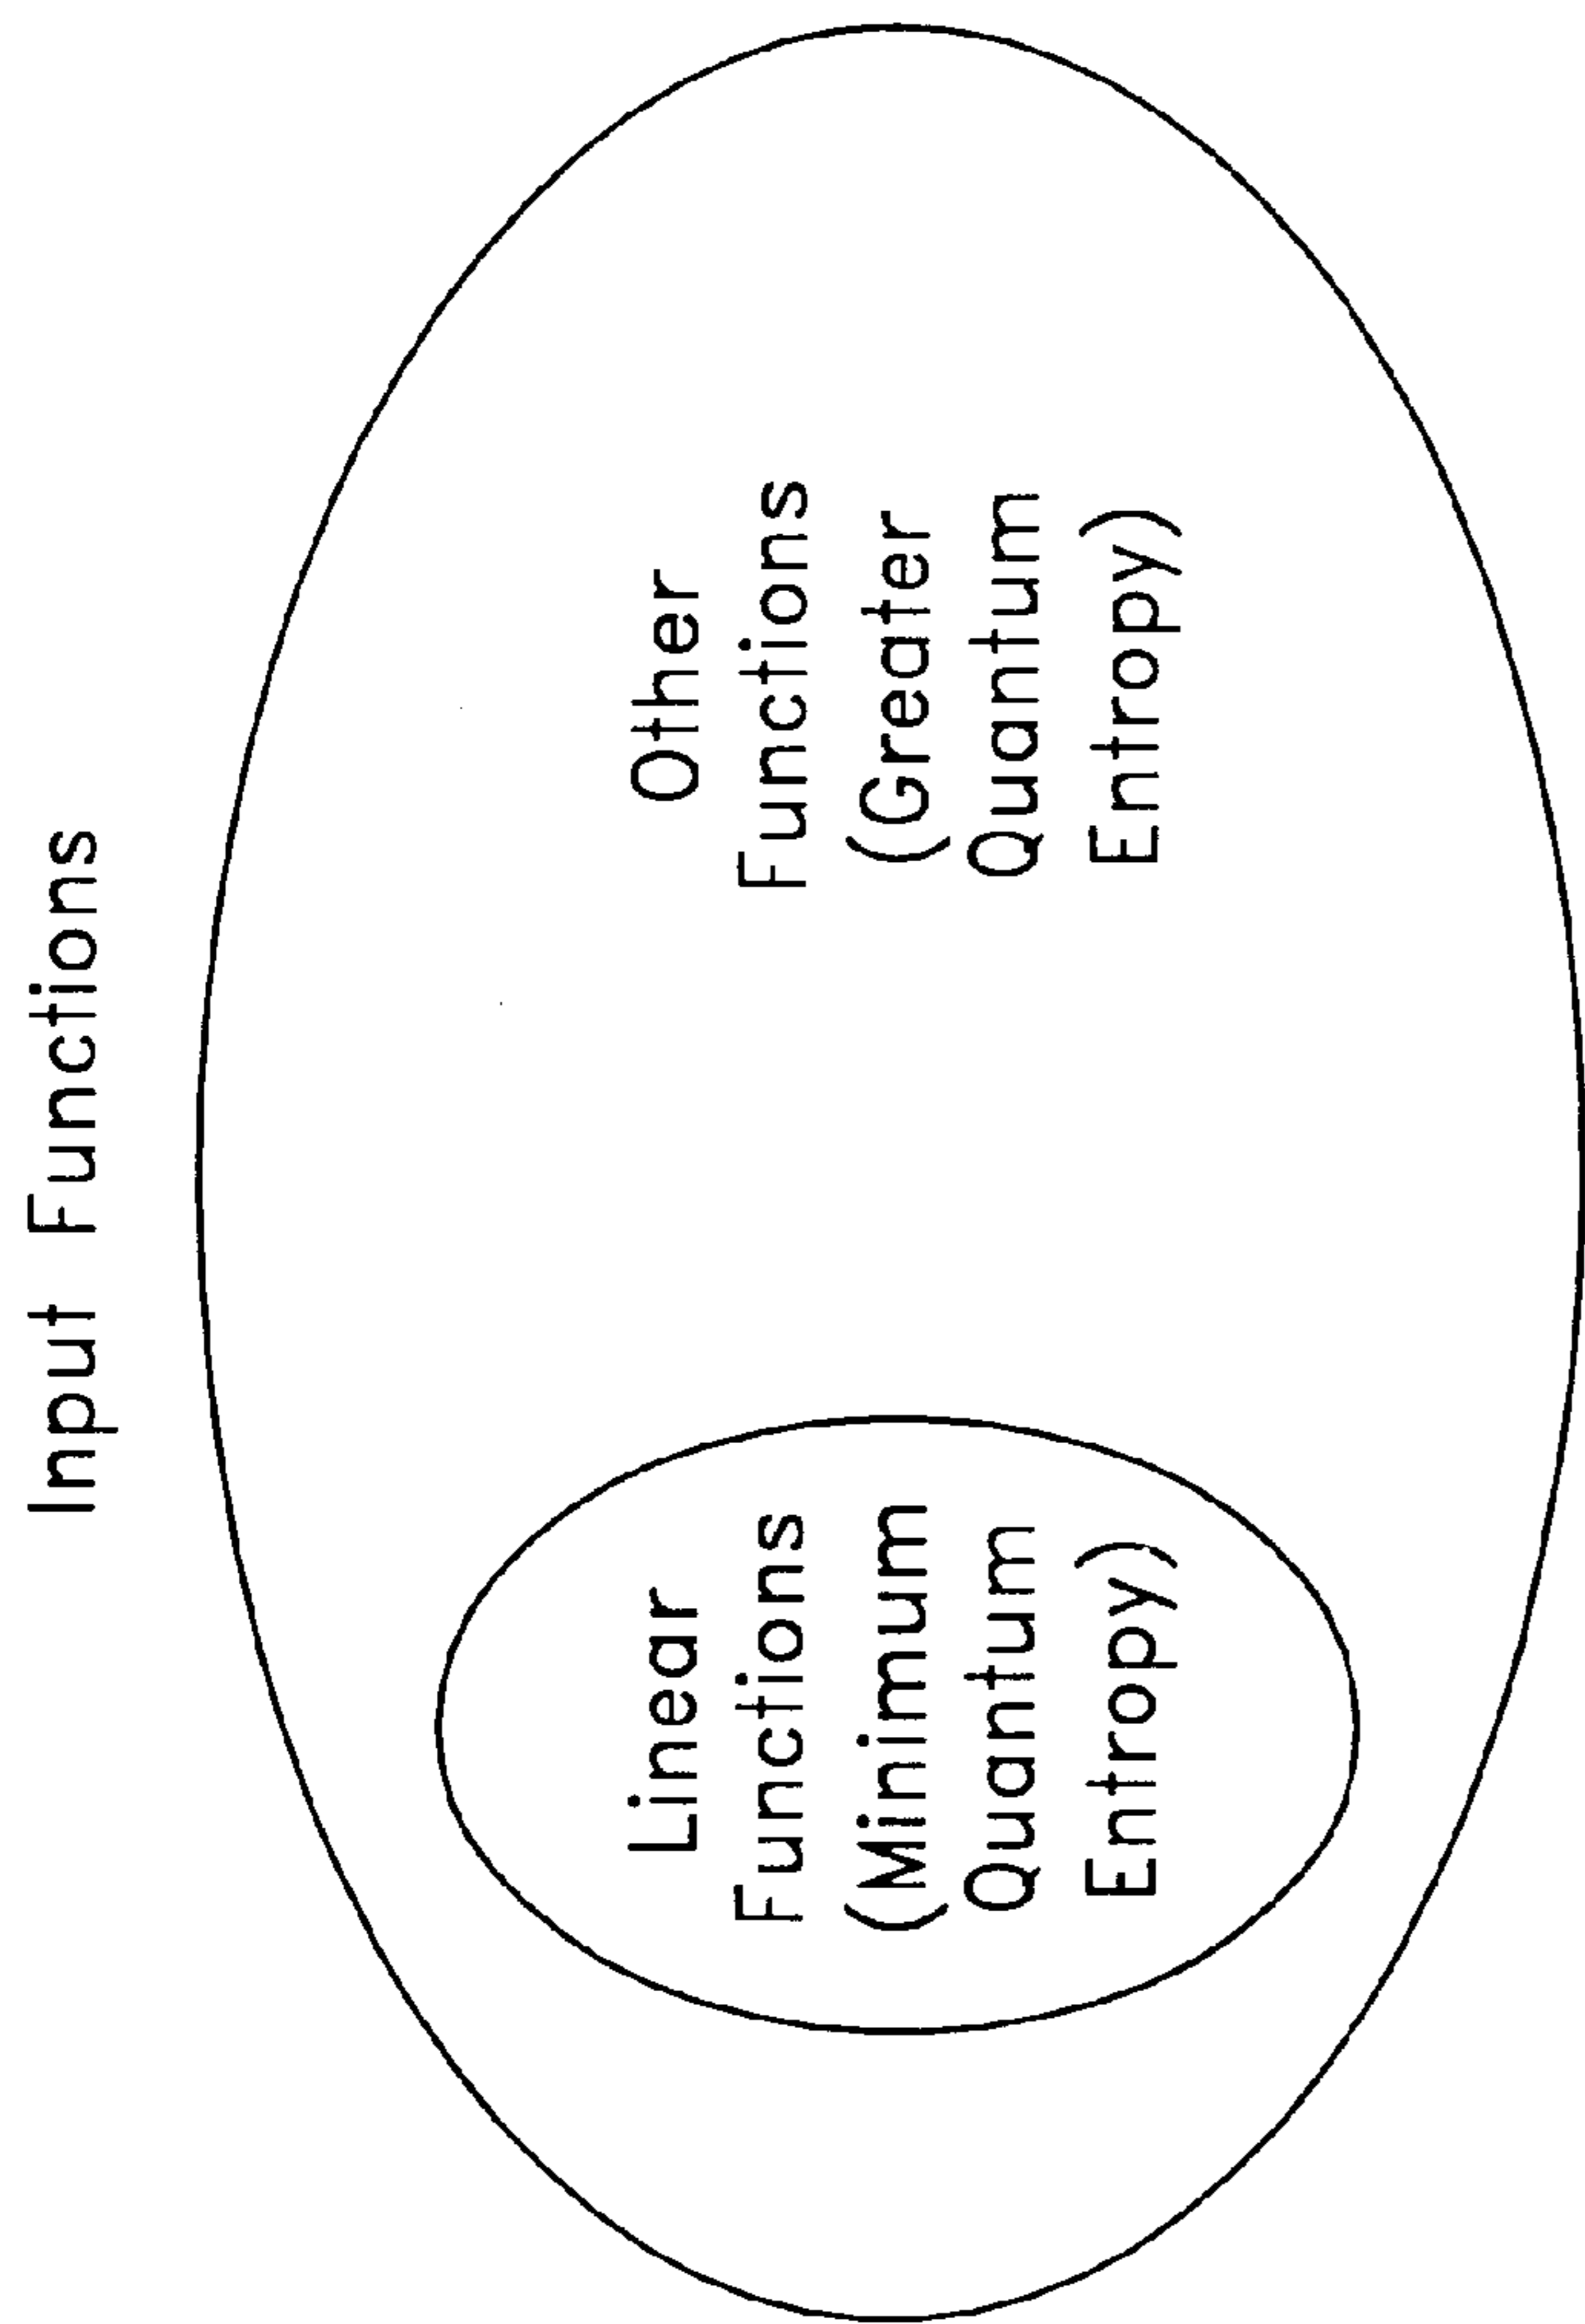 Input Functions
Linear
Functions
(Minimum
Quantum
Entropy)
Other
Functions
(Greater
Quantum
Entropy)